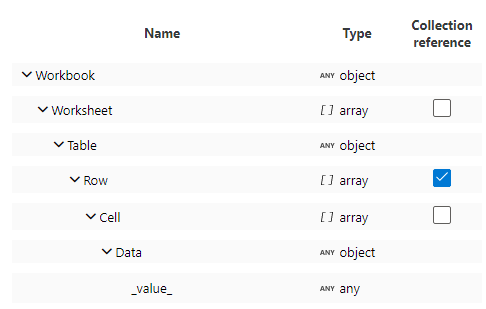 Name Type Collection reference
Workbook ANY object
Worksheet [ ] array
Table ANY object
Row [ ] array
Cell [ ] array
Data ANY object
_value_ ANY any